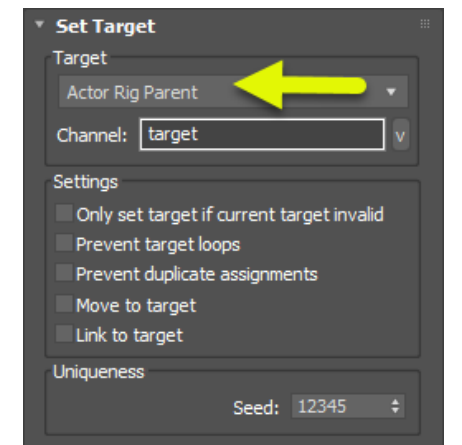 Set Target
Target
Actor Rig Parent
Channel: target v
Settings
Only set target if current target invalid
Prevent target loops
Prevent duplicate assignments
Move to target
Link to target
Uniqueness
Seed: 12345